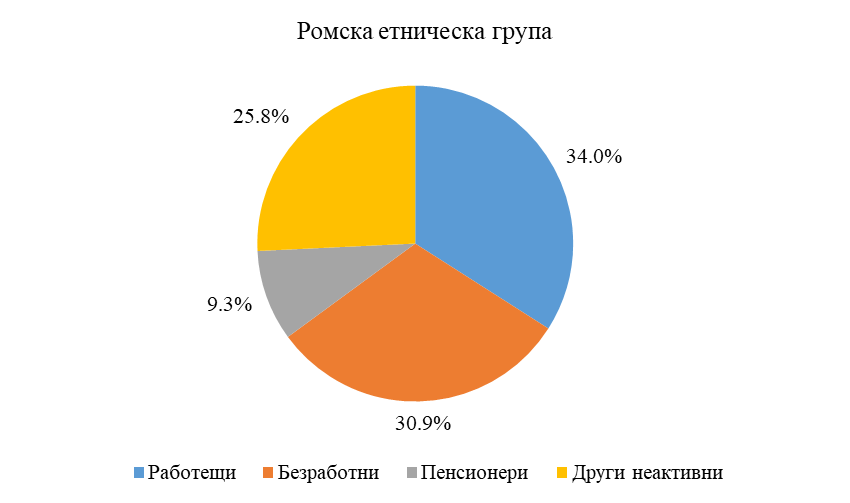 Ромска етническа група
25.8%
34.0%
9.3%
30.9%
Работещи Безработни Пенсионери Други неактивни